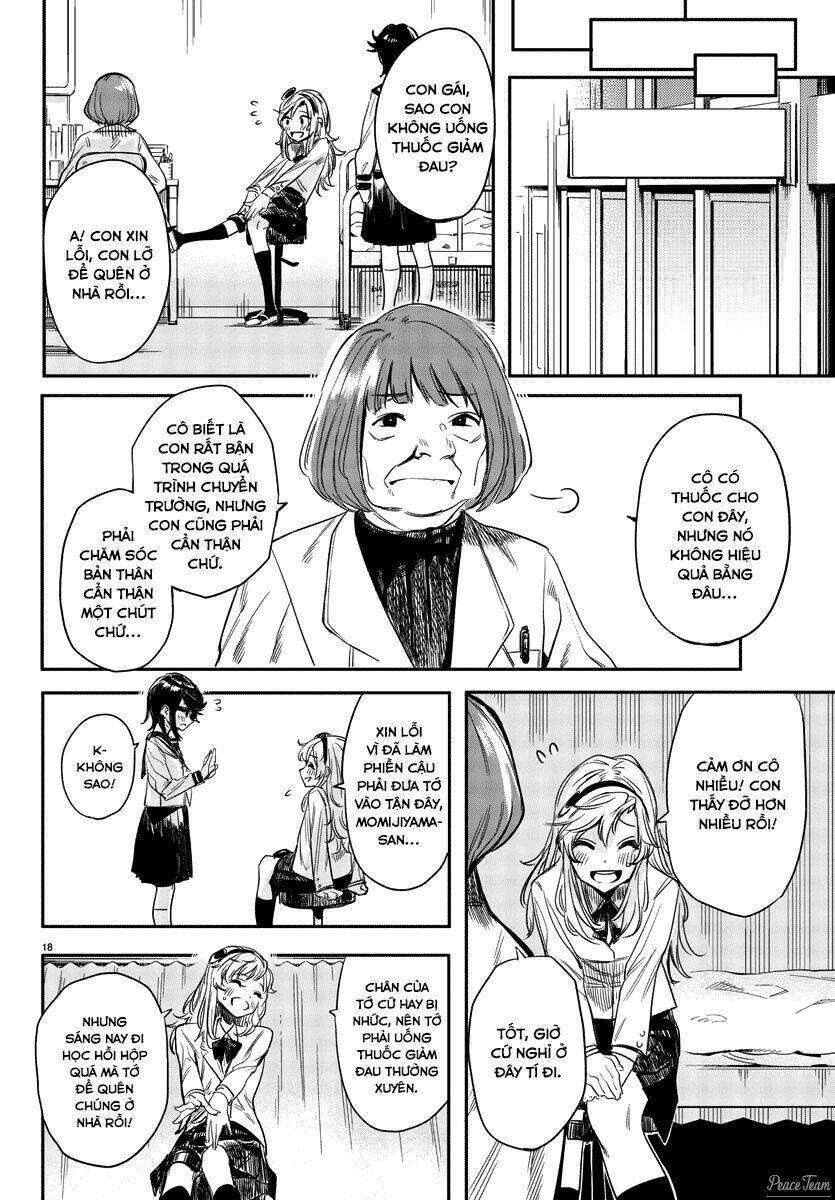 CON GÁI,
SAO CON
KHÔNG UỐNG
THUỐC GIẢM
ĐAU?
A! CON XIN
LỖI, CON LỠ
ĐỂ QUÊN Ở
NHÀ RỒI...
CÔ CÓ
THUỐC CHO
CON ĐÂY,
NHƯNG NÓ
KHÔNG HIỆU
QUẢ BẰNG
ĐÂU...
CÔ BIẾT LÀ
CON RẤT BẬN
TRONG QUÁ
TRÌNH CHUYỂN
TRƯỜNG, NHƯNG
CON CŨNG PHẢI
CẨN THẬN
CHỨ.
PHẢI
CHĂM SÓC
BẢN THÂN
CẨN THẬN
MỘT CHÚT
CHỨ...
CẢM ƠN CÔ
NHIỀU! CON
THẤY ĐỠ HƠN
NHIỀU RỒI!
TỐT, GIỜ
CỨ NGHỈ Ở
ĐÂY TÍ ĐI.
XIN LỖI
VÌ ĐÃ LÀM
PHIỀN CẬU
PHẢI ĐƯA TỚ
VÀO TẬN ĐÂY,
MOMIJIYAMA-
SAN.
K-
KHÔNG
SAO!
18
CHÂN CỦA
TỚ CỨ HAY BỊ
NHỨC, NÊN TỚ
PHẢI UỐNG
THUỐC GIẢM
ĐAU THƯỜNG
XUYÊN.
NHƯNG
SÁNG NAY ĐI
HỌC HỒI HỘP
QUÁ MÀ TỚ
ĐỂ QUÊN
CHÚNG Ở
NHÀ RỒI!
Peace Team